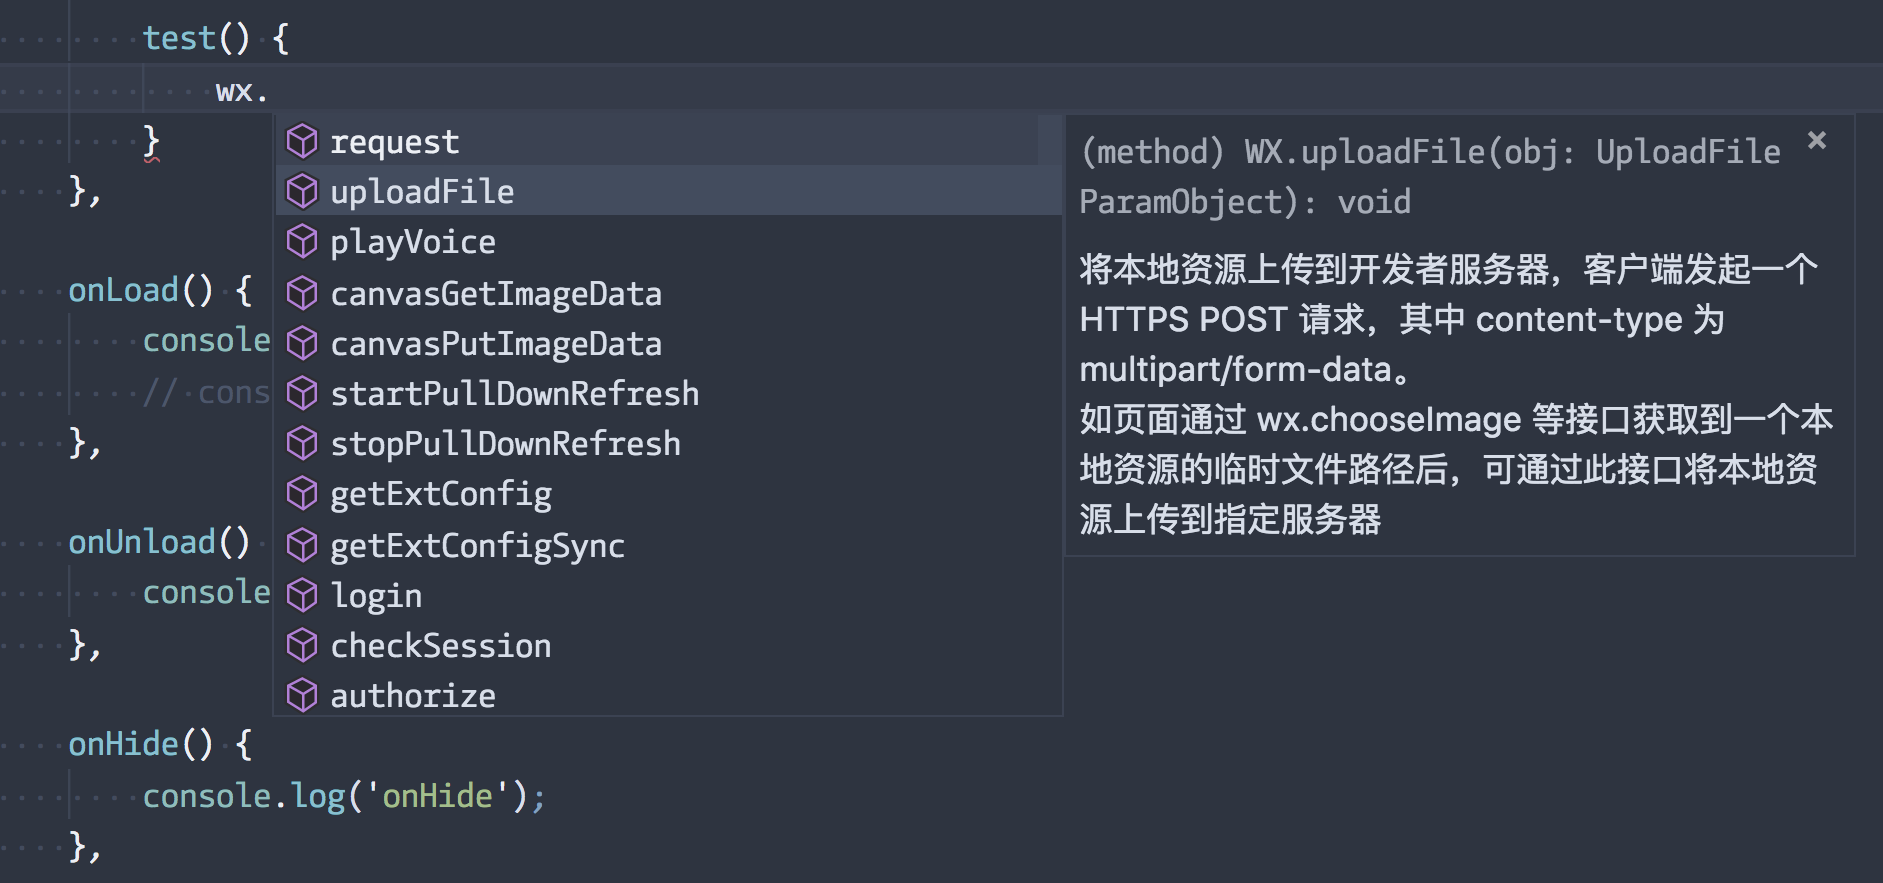 test() {
wx.
}
},
onLoad() {
console
// cons
},
onUnload()
console
},
onHide() {
console.log('onHide');
},
request
uploadFile
playVoice
canvasGetImageData
canvasPutImageData
startPullDownRefresh
stopPullDownRefresh
getExtConfig
getExtConfigSync
login
checkSession
authorize
(method) WX.uploadFile(obj: UploadFile
ParamObject): void
将本地资源上传到开发者服务器，客户端发起一个
HTTPS POST 请求，其中 content-type 为
multipart/form-data。
如页面通过 wx.chooseImage 等接口获取到一个本
地资源的临时文件路径后，可通过此接口将本地资
源上传到指定服务器